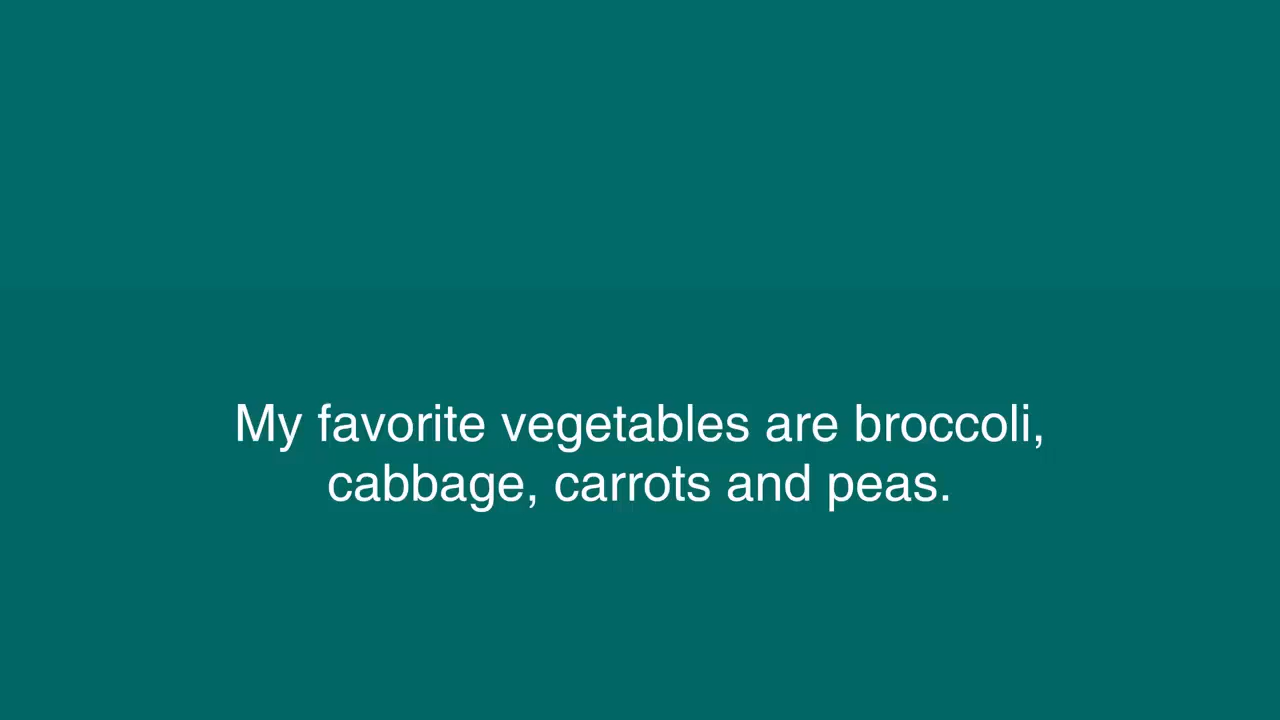 My favorite vegetables are broccoli,
cabbage, carrots and peas.